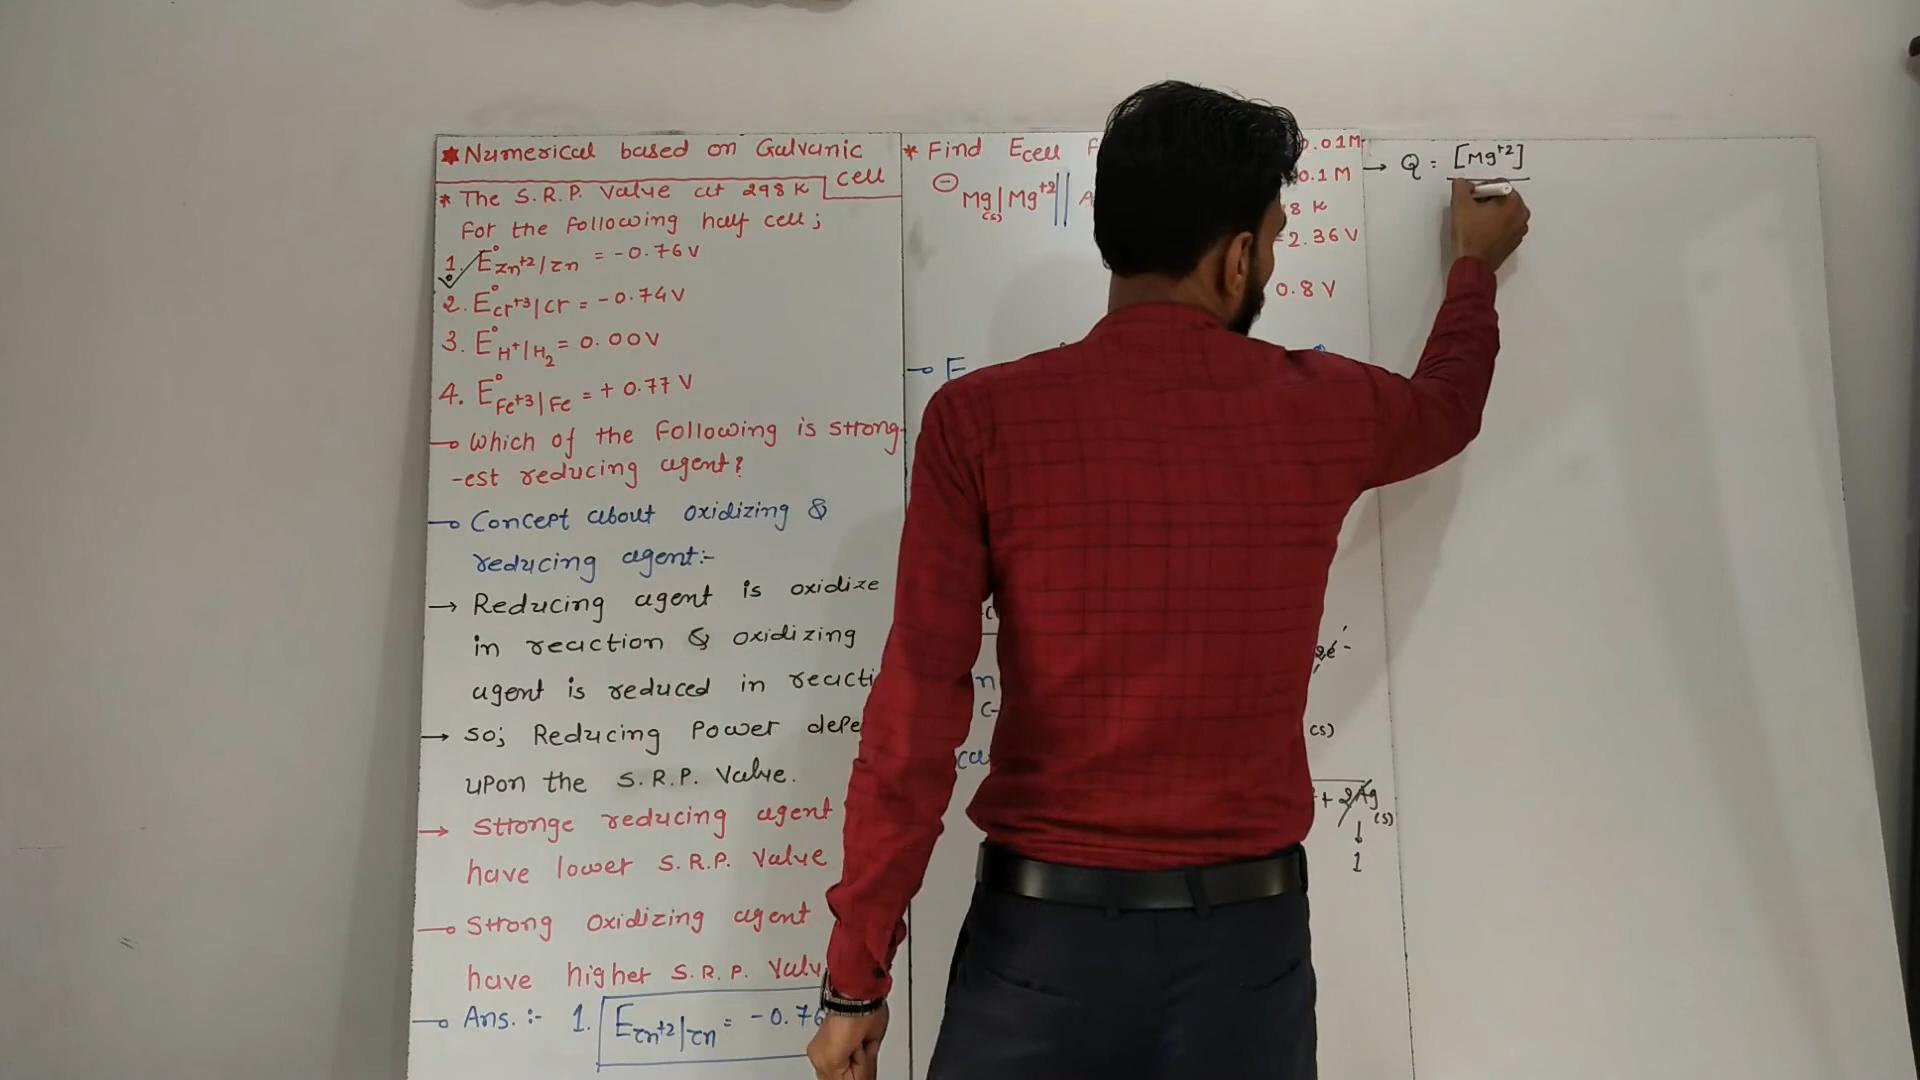 ★ Numerical based on Galvanic cell
* The S.R.P. Value at 298 K
for the following half cell;
1. E°Zn+2/Zn = -0.76 V
2. E°Cr+3/Cr = -0.74 V
3. E°H+/H2 = 0.00 V
4. E°Fe+3/Fe = + 0.77 V
Which of the following is strong-
-est reducing agent?
Concept about oxidizing &
reducing agent:-
→ Reducing agent is oxidize
in reaction & oxidizing
agent is reduced in reacti
→ so; Reducing Power depe
upon the S.R.P. Value.
→ Stronge reducing agent
have lower S.R.P. Value
Strong oxidizing agent
have higher S.R.P. Valu
Ans. :- 1. EZn+2/Zn = -0.76
* Find Ecell
0.01M
⊖ Mg(s) | Mg+2 || A
0.1 M
8 K
2.36 V
0.8 V
E
2e-
(s)
+ 2Ag(s)
↓
1
→ Q = [Mg+2]